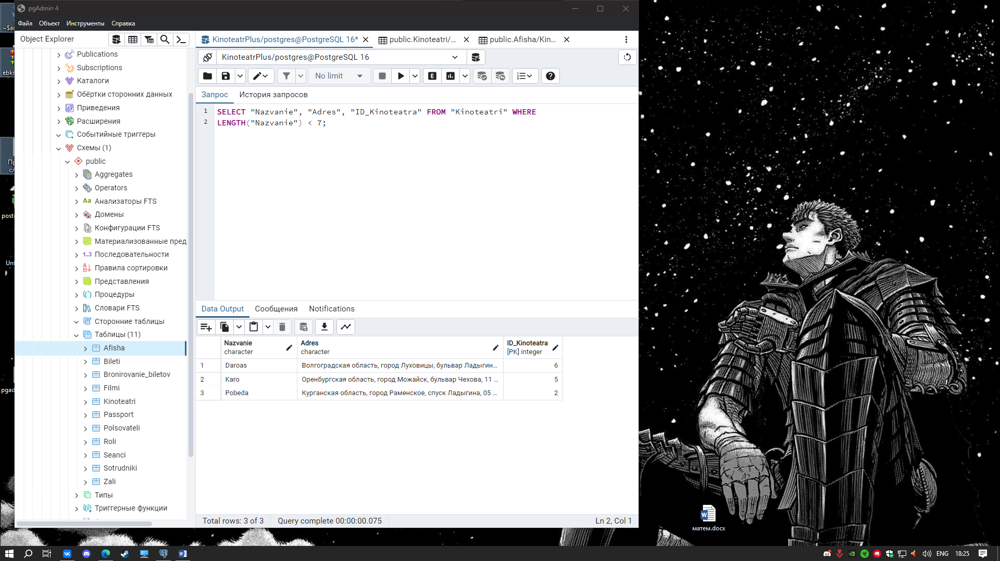 pgAdmin 4
Файл Объект Инструменты Справка
Object Explorer
KinoteatrPlus/postgres@PostgreSQL 16*
public.Kinoteatri/...
public.Afisha/Kin...
KinoteatrPlus/postgres@PostgreSQL 16
No limit
E
Запрос
История запросов
1 SELECT "Nazvanie", "Adres", "ID_Kinoteatra" FROM "Kinoteatri" WHERE
2 LENGTH("Nazvanie") < 7;
Publications
Subscriptions
Каталоги
Обёртки сторонних данных
Приведения
Расширения
Событийные триггеры
Схемы (1)
public
Aggregates
Operators
Aa Анализаторы FTS
Домены
Конфигурации FTS
Материализованные пред
1..3 Последовательности
Правила сортировки
Представления
Процедуры
Словари FTS
Сторонние таблицы
Таблицы (11)
Afisha
Bileti
Bronirovanie_biletov
Filmi
Kinoteatri
Passport
Polsovateli
Roli
Seanci
Sotrudniki
Zali
Типы
Триггерные функции
Data Output
Сообщения
Notifications
Nazvanie
character
Adres
character
ID_Kinoteatra
[PK] integer
1 Daroas Волгоградская область, город Луховицы, бульвар Ладыгин... 6
2 Karo Оренбургская область, город Можайск, бульвар Чехова, 11 ... 5
3 Pobeda Курганская область, город Раменское, спуск Ладыгина, 05 ... 2
Total rows: 3 of 3
Query complete 00:00:00.075
Ln 2, Col 1
матем.docx
ENG
18:25